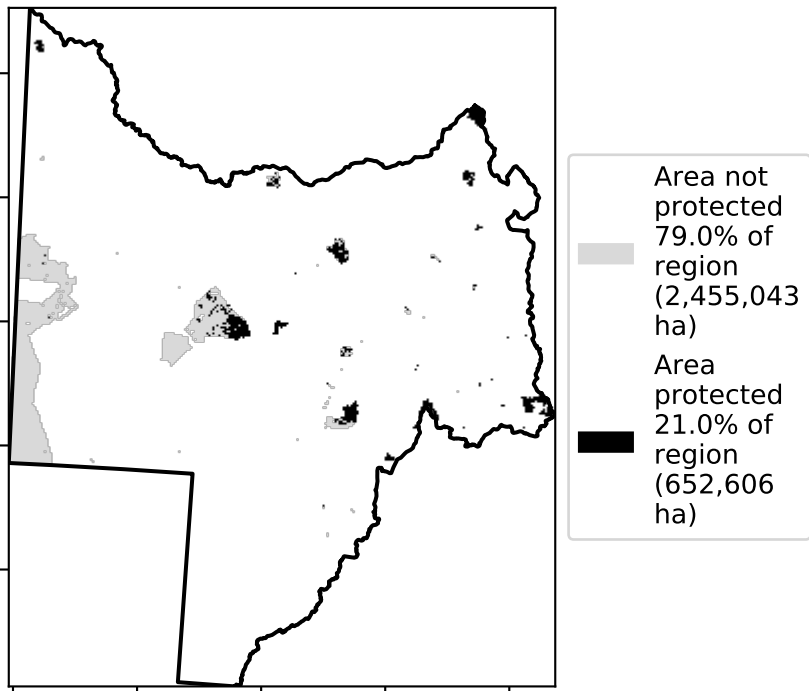 Area not
protected
79.0% of
region
(2,455,043
ha)
Area
protected
21.0% of
region
(652,606
ha)